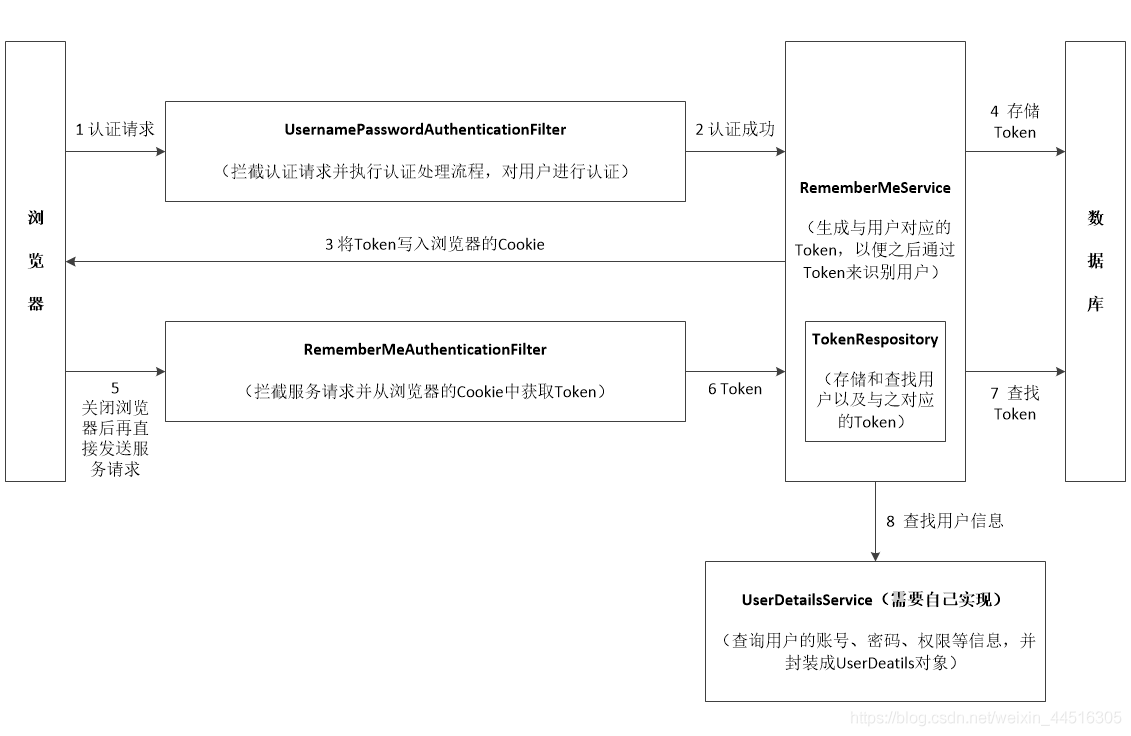 1 认证请求
UsernamePasswordAuthenticationFilter
（拦截认证请求并执行认证处理流程，对用户进行认证）
2 认证成功
4 存储
Token
浏
览
器
3 将Token写入浏览器的Cookie
RememberMeService
（生成与用户对应的
Token，以便之后通过
Token来识别用户）
数
据
库
5
关闭浏览
器后再直
接发送服
务请求
RememberMeAuthenticationFilter
（拦截服务请求并从浏览器的Cookie中获取Token）
6 Token
TokenRespository
（存储和查找用
户以及与之对应
的Token）
7 查找
Token
8 查找用户信息
UserDetailsService（需要自己实现）
（查询用户的账号、密码、权限等信息，并
封装成UserDeatils对象）
https://blog.csdn.net/weixin_44516305